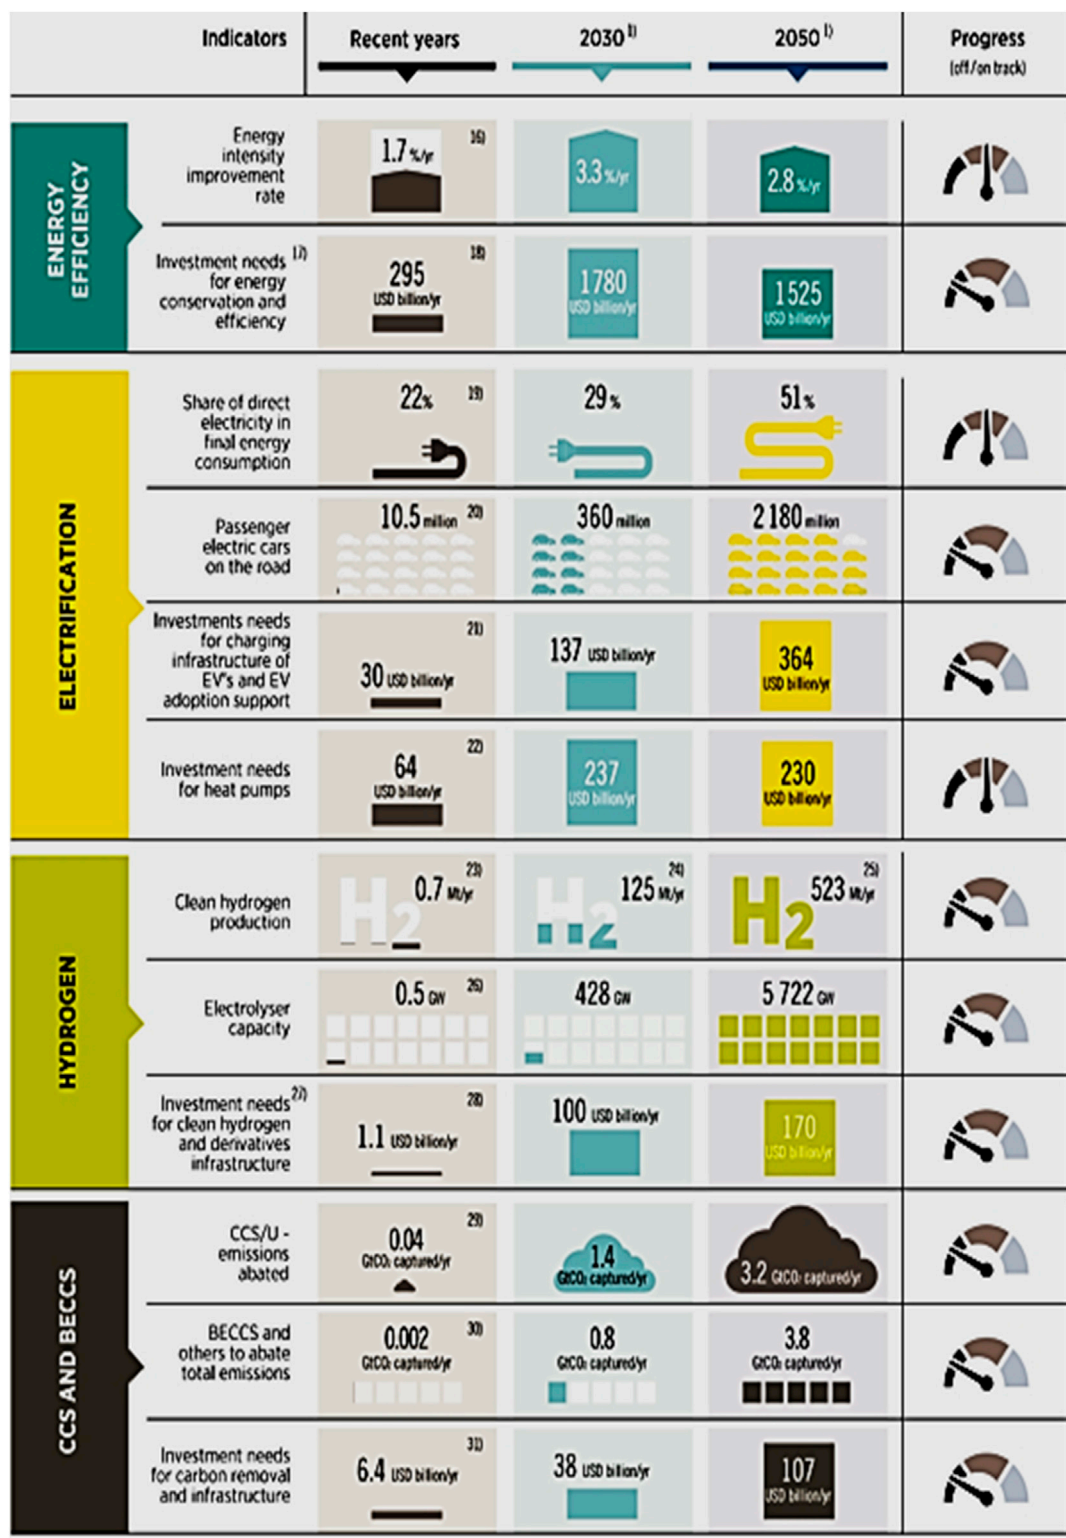 Indicators Recent years 2030 1) 2050 1) Progress
(off/on track)
ENERGY
EFFICIENCY
Energy
intensity
improvement
rate
1.7 %/yr 16)
3.3 %/yr
2.8 %/yr
Investment needs 17)
for energy
conservation and
efficiency
295 18)
USD billion/yr
1780
USD billion/yr
1525
USD billion/yr
ELECTRIFICATION
Share of direct
electricity in
final energy
consumption
22% 19)
29%
51%
Passenger
electric cars
on the road
10.5 million 20)
360 million
2 180 million
Investments needs
for charging
infrastructure of
EV's and EV
adoption support
21)
30 USD billion/yr
137 USD billion/yr
364
USD billion/yr
Investment needs
for heat pumps
22)
64
USD billion/yr
237
USD billion/yr
230
USD billion/yr
HYDROGEN
Clean hydrogen
production
H2 0.7 Mt/yr 23)
H2 125 Mt/yr 24)
H2 523 Mt/yr 25)
Electrolyser
capacity
0.5 GW 26)
428 GW
5 722 GW
Investment needs 27)
for clean hydrogen
and derivatives
infrastructure
28)
1.1 USD billion/yr
100 USD billion/yr
170
USD billion/yr
CCS AND BECCS
CCS/U -
emissions
abated
29)
0.04
GtCO2 captured/yr
1.4
GtCO2 captured/yr
3.2 GtCO2 captured/yr
BECCS and
others to abate
total emissions
0.002 30)
GtCO2 captured/yr
0.8
GtCO2 captured/yr
3.8
GtCO2 captured/yr
Investment needs
for carbon removal
and infrastructure
31)
6.4 USD billion/yr
38 USD billion/yr
107
USD billion/yr